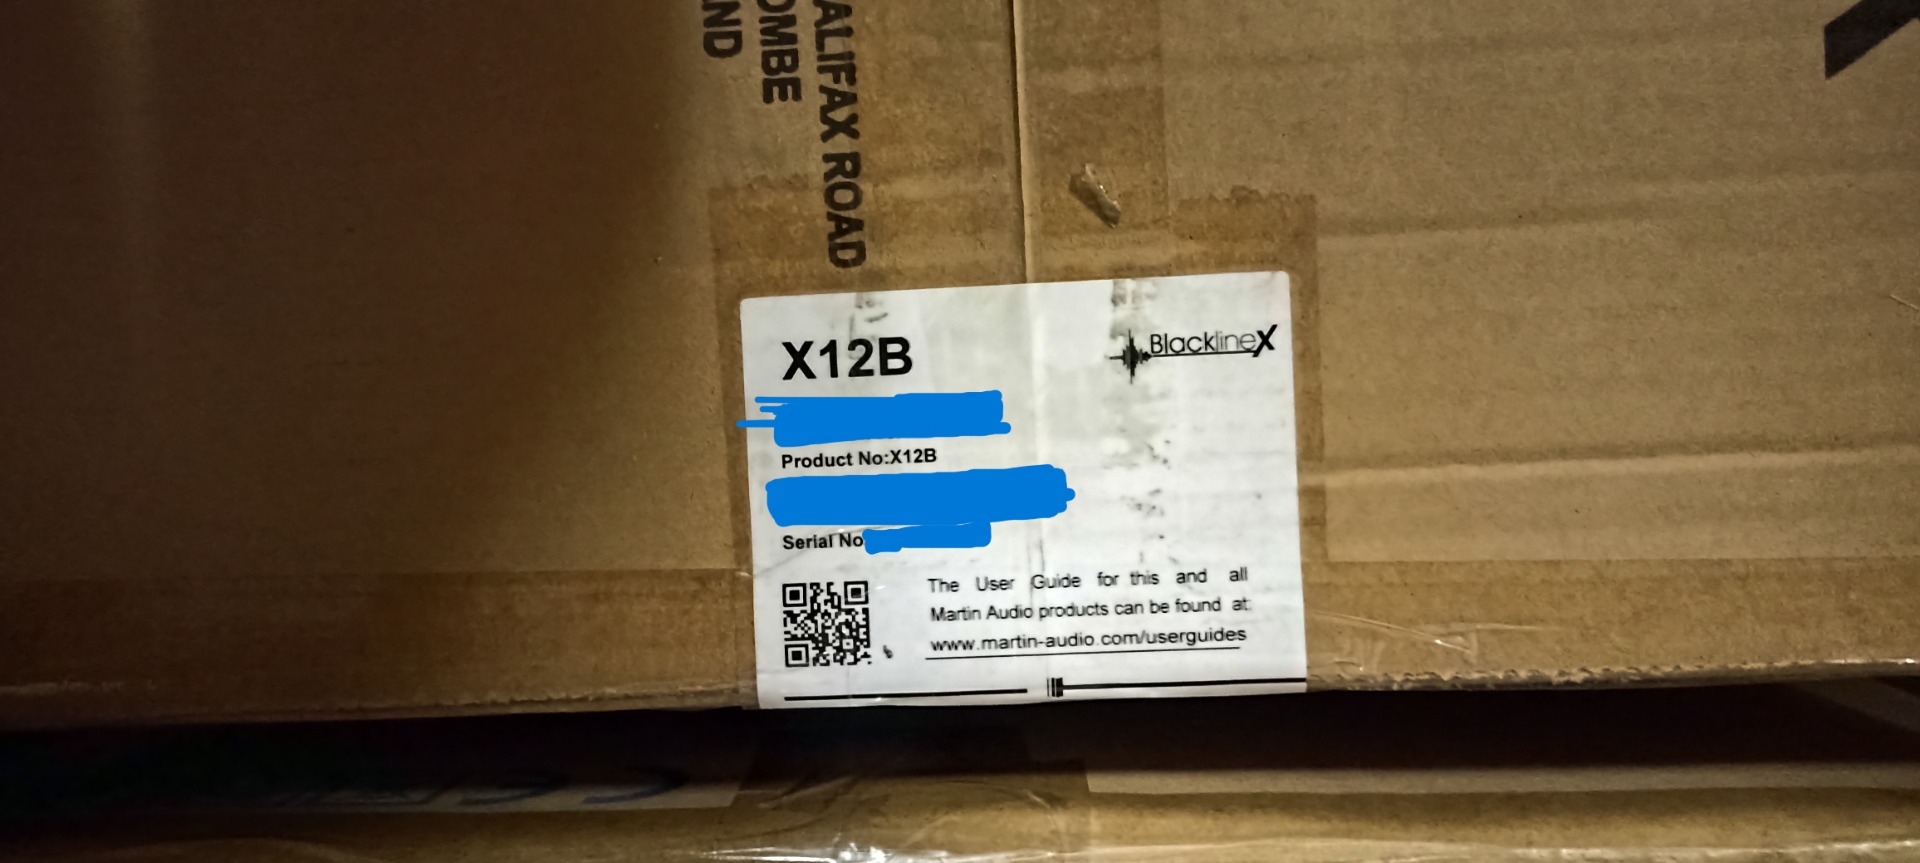 ALIFAX ROAD
OMBE
ND
X12B
BlacklineX
Product No:X12B
Serial No
The User Guide for this and all
Martin Audio products can be found at:
www.martin-audio.com/userguides